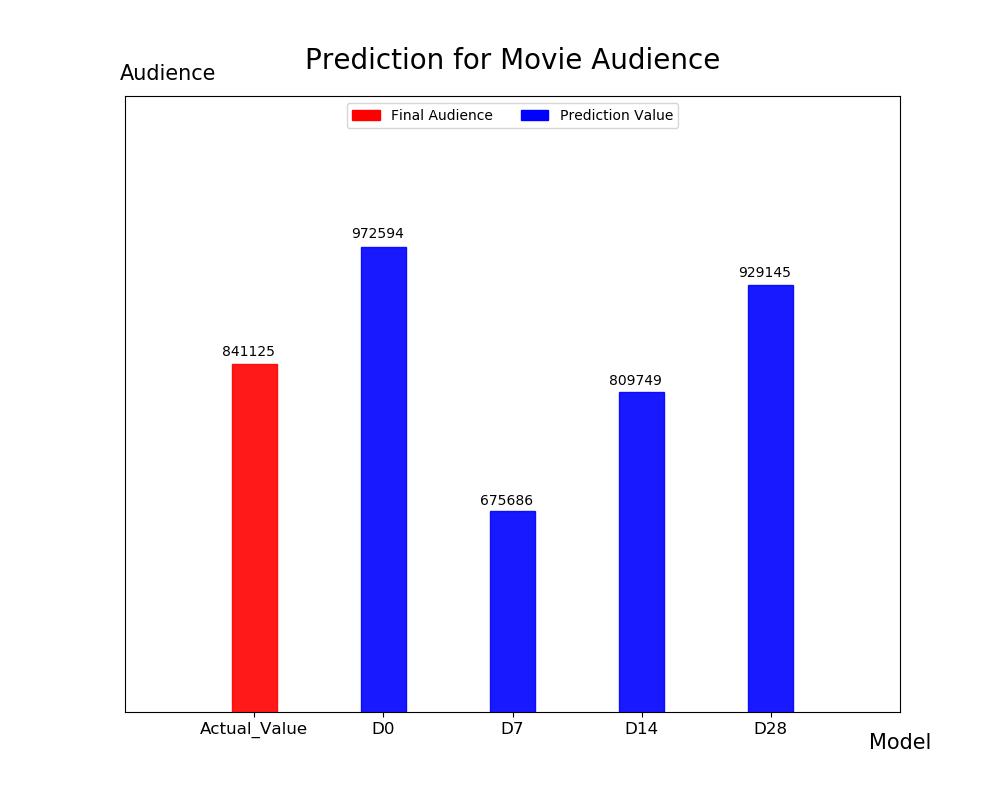 Prediction for Movie Audience
Audience
Final Audience Prediction Value
972594
929145
841125
809749
675686
Actual_Value D0 D7 D14 D28
Model